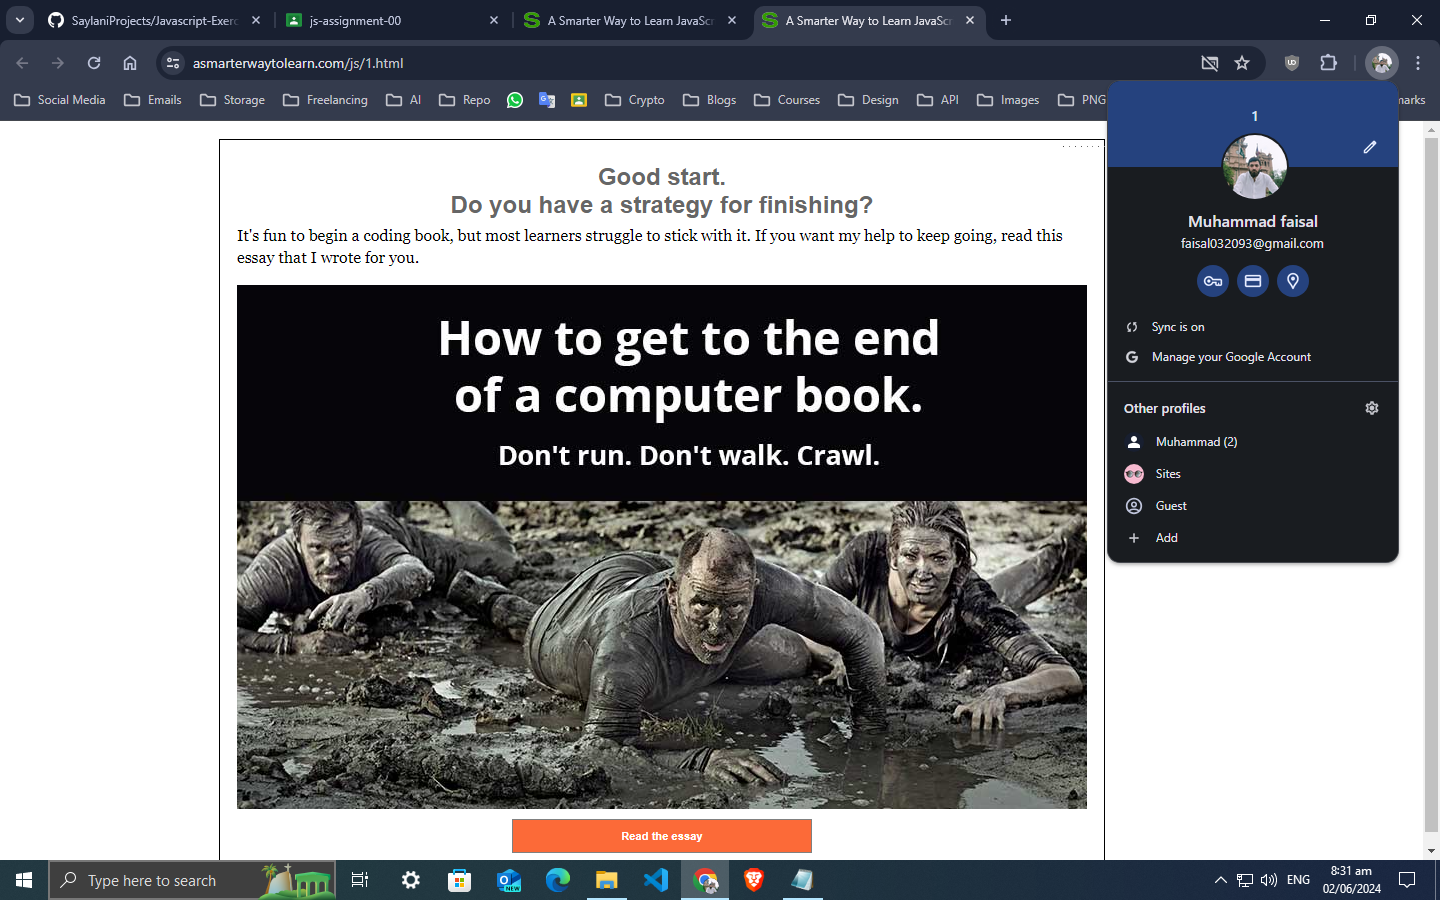 SaylaniProjects/Javascript-Exerc
js-assignment-00
A Smarter Way to Learn JavaScr
A Smarter Way to Learn JavaScr
asmarterwaytolearn.com/js/1.html
Social Media
Emails
Storage
Freelancing
AI
Repo
Crypto
Blogs
Courses
Design
API
Images
PNG
marks
Good start.
Do you have a strategy for finishing?
It's fun to begin a coding book, but most learners struggle to stick with it. If you want my help to keep going, read this
essay that I wrote for you.
How to get to the end
of a computer book.
Don't run. Don't walk. Crawl.
Read the essay
1
Muhammad faisal
faisal032093@gmail.com
Sync is on
Manage your Google Account
Other profiles
Muhammad (2)
Sites
Guest
Add
Type here to search
NEW
ENG
8:31 am
02/06/2024